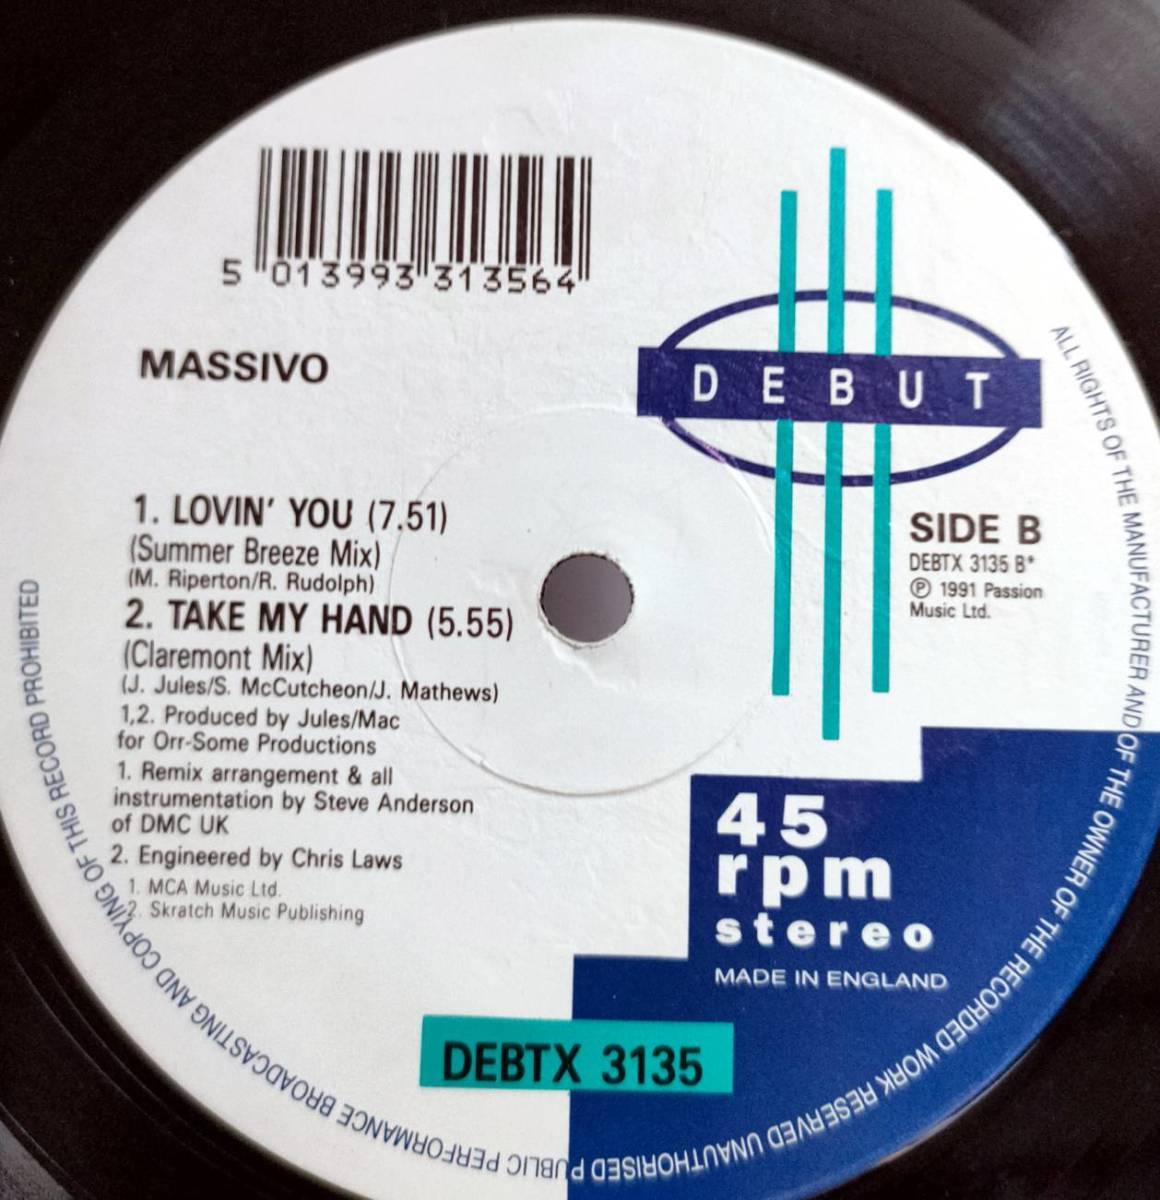 5 013993 313564
MASSIVO
DEBUT
1. LOVIN' YOU (7.51)
(Summer Breeze Mix)
(M. Riperton/R. Rudolph)
2. TAKE MY HAND (5.55)
(Claremont Mix)
(J. Jules/S. McCutcheon/J. Mathews)
1,2. Produced by Jules/Mac
for Orr-Some Productions
1. Remix arrangement & all
instrumentation by Steve Anderson
of DMC UK
2. Engineered by Chris Laws
1. MCA Music Ltd.
2. Skratch Music Publishing
SIDE B
DEBTX 3135 B*
℗ 1991 Passion
Music Ltd.
45
rpm
stereo
MADE IN ENGLAND
DEBTX 3135
ALL RIGHTS OF THE MANUFACTURER AND OF THE OWNER OF THE RECORDED WORK RESERVED UNAUTHORISED PUBLIC PERFORMANCE BROADCASTING AND COPYING OF THIS RECORD PROHIBITED